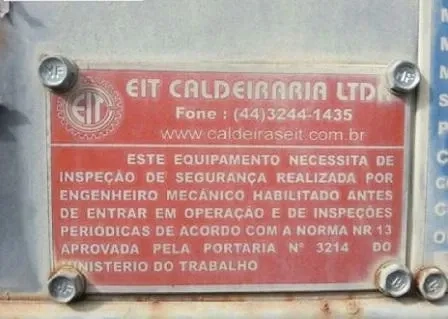 EIT
EIT CALDEIRARIA LTDA
Fone : (44)3244-1435
www.caldeiraseit.com.br
ESTE EQUIPAMENTO NECESSITA DE
INSPEÇÃO DE SEGURANÇA REALIZADA POR
ENGENHEIRO MECÂNICO HABILITADO ANTES
DE ENTRAR EM OPERAÇÃO E DE INSPEÇÕES
PERIÓDICAS DE ACORDO COM A NORMA NR 13
APROVADA PELA PORTARIA Nº 3214 DO
MINISTERIO DO TRABALHO